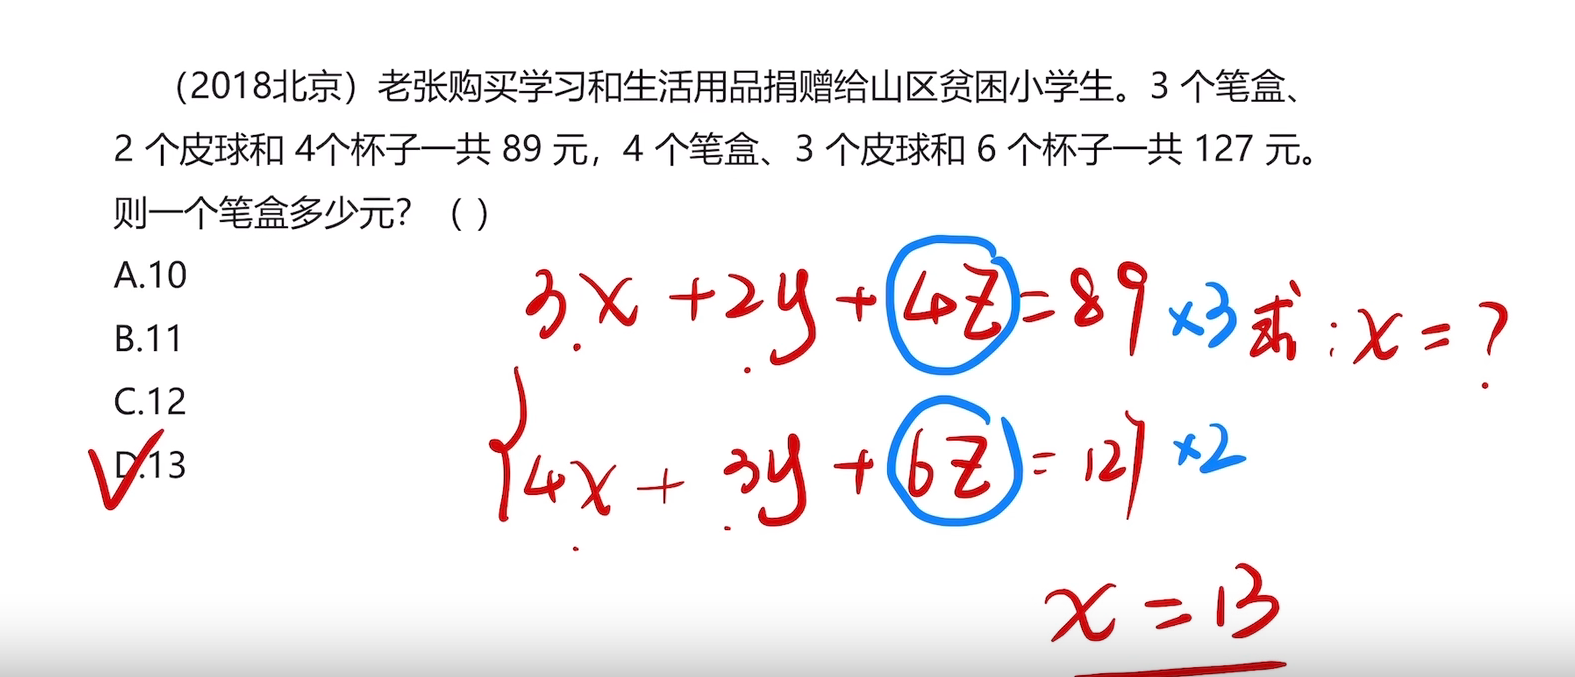 （2018北京）老张购买学习和生活用品捐赠给山区贫困小学生。3 个笔盒、
2 个皮球和 4个杯子一共 89 元，4 个笔盒、3 个皮球和 6 个杯子一共 127 元。
则一个笔盒多少元？（ ）
A.10
B.11
C.12
D.13
3x+2y+4z=89 ×3 求:x=?
4x+3y+6z=127 ×2
x=13